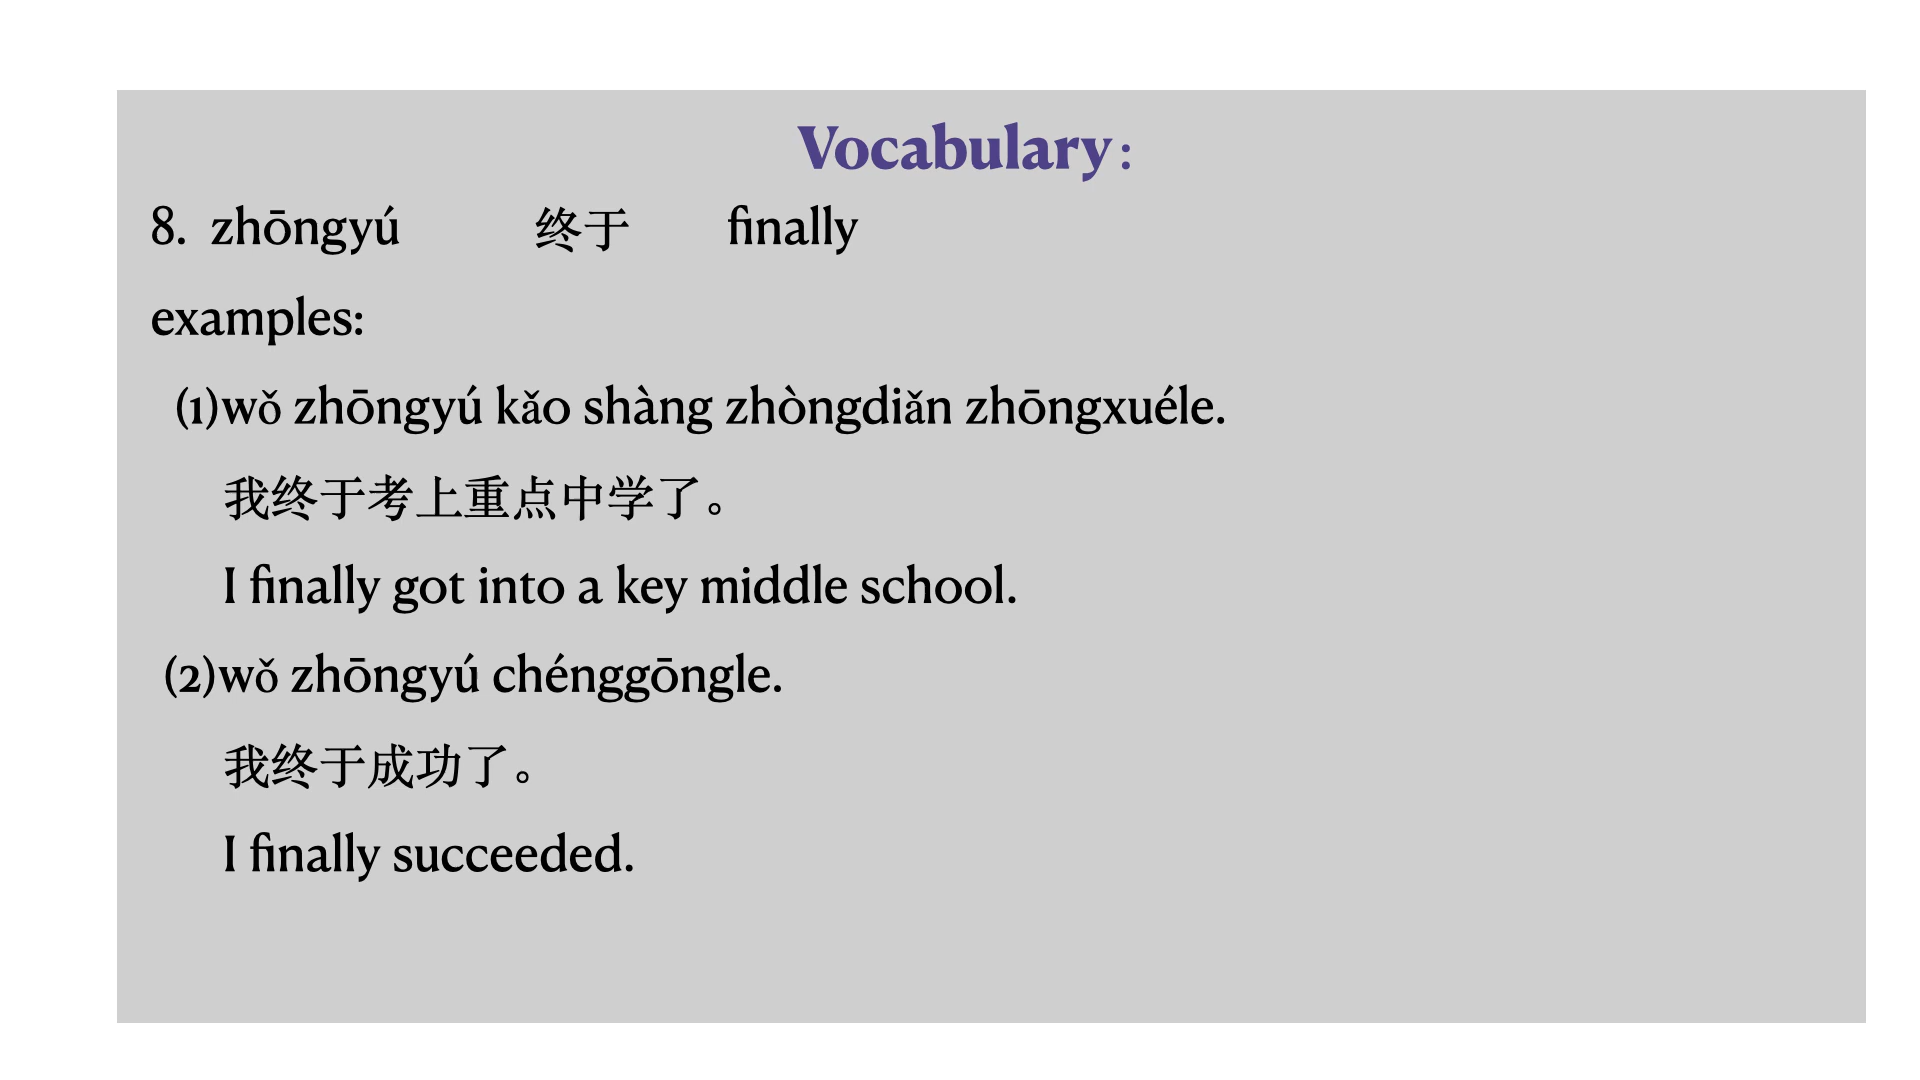 Vocabulary:
8. zhōngyú 终于 finally
examples:
(1)wǒ zhōngyú kǎo shàng zhòngdiǎn zhōngxuéle.
我终于考上重点中学了。
I finally got into a key middle school.
(2)wǒ zhōngyú chénggōngle.
我终于成功了。
I finally succeeded.